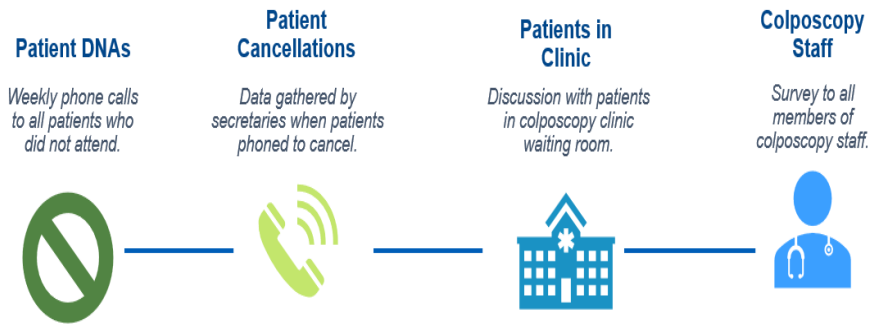 Patient DNAs
Weekly phone calls
to all patients who
did not attend.
Patient
Cancellations
Data gathered by
secretaries when patients
phoned to cancel.
Patients in
Clinic
Discussion with patients
in colposcopy clinic
waiting room.
Colposcopy
Staff
Survey to all
members of
colposcopy staff.